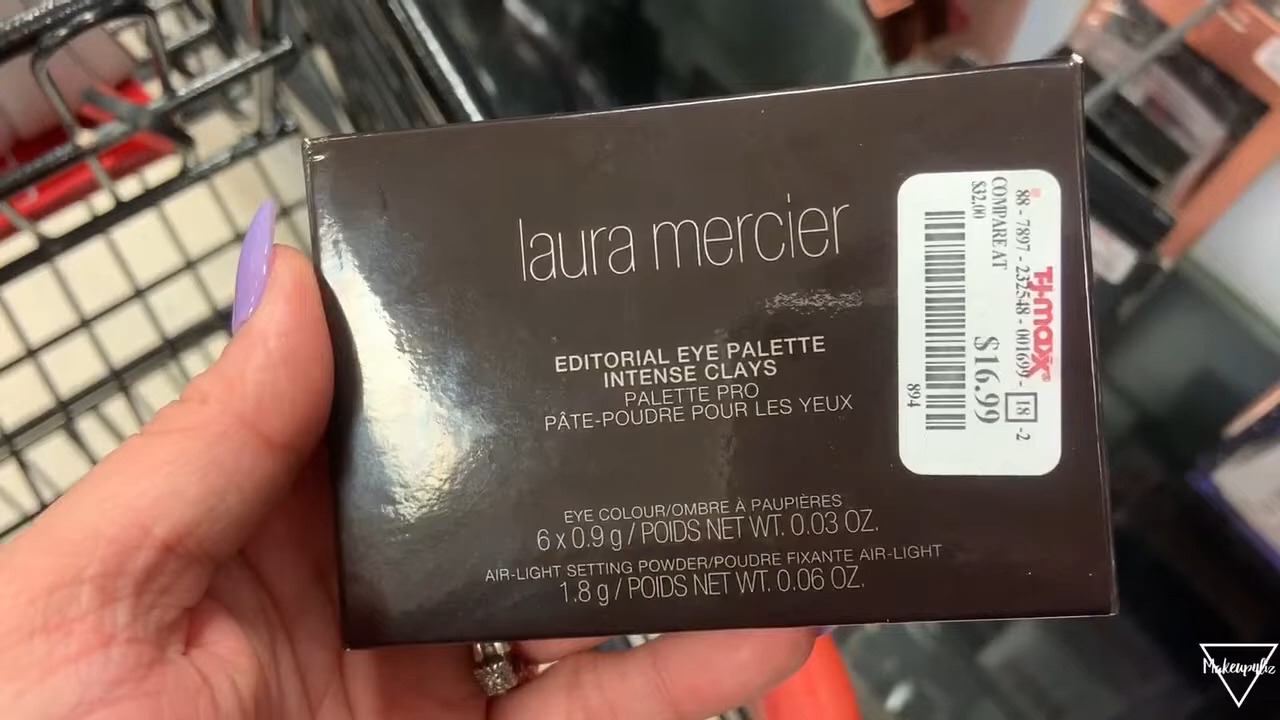 laura mercier
EDITORIAL EYE PALETTE
INTENSE CLAYS
PALETTE PRO
PÂTE-POUDRE POUR LES YEUX
EYE COLOUR/OMBRE À PAUPIÈRES
6 x 0.9 g / POIDS NET WT. 0.03 OZ.
AIR-LIGHT SETTING POWDER/POUDRE FIXANTE AIR-LIGHT
1.8 g / POIDS NET WT. 0.06 OZ.
T·J·maxx
88 - 7897 - 232548 - 001699 - 18 -2
COMPARE AT
$32.00
$16.99
894
Makeupbyliz